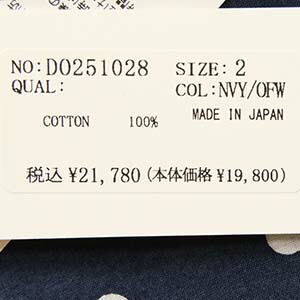 NO:DO251028 SIZE: 2
QUAL: COL:NVY/OFW
COTTON 100% MADE IN JAPAN
税込 ¥21,780 (本体価格 ¥19,800)